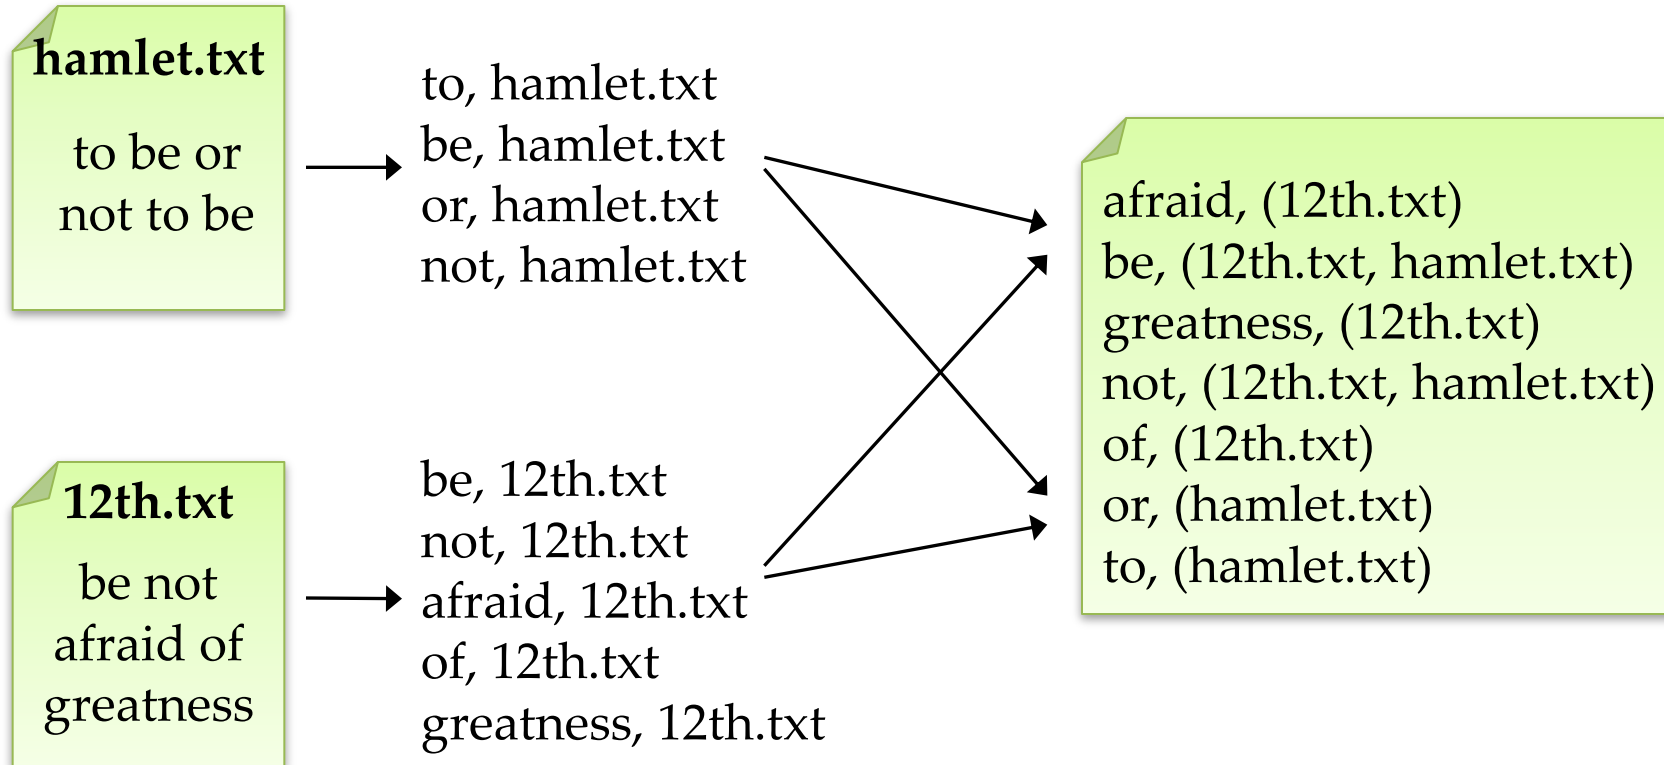 hamlet.txt
to be or
not to be
to, hamlet.txt
be, hamlet.txt
or, hamlet.txt
not, hamlet.txt
12th.txt
be not
afraid of
greatness
be, 12th.txt
not, 12th.txt
afraid, 12th.txt
of, 12th.txt
greatness, 12th.txt
afraid, (12th.txt)
be, (12th.txt, hamlet.txt)
greatness, (12th.txt)
not, (12th.txt, hamlet.txt)
of, (12th.txt)
or, (hamlet.txt)
to, (hamlet.txt)